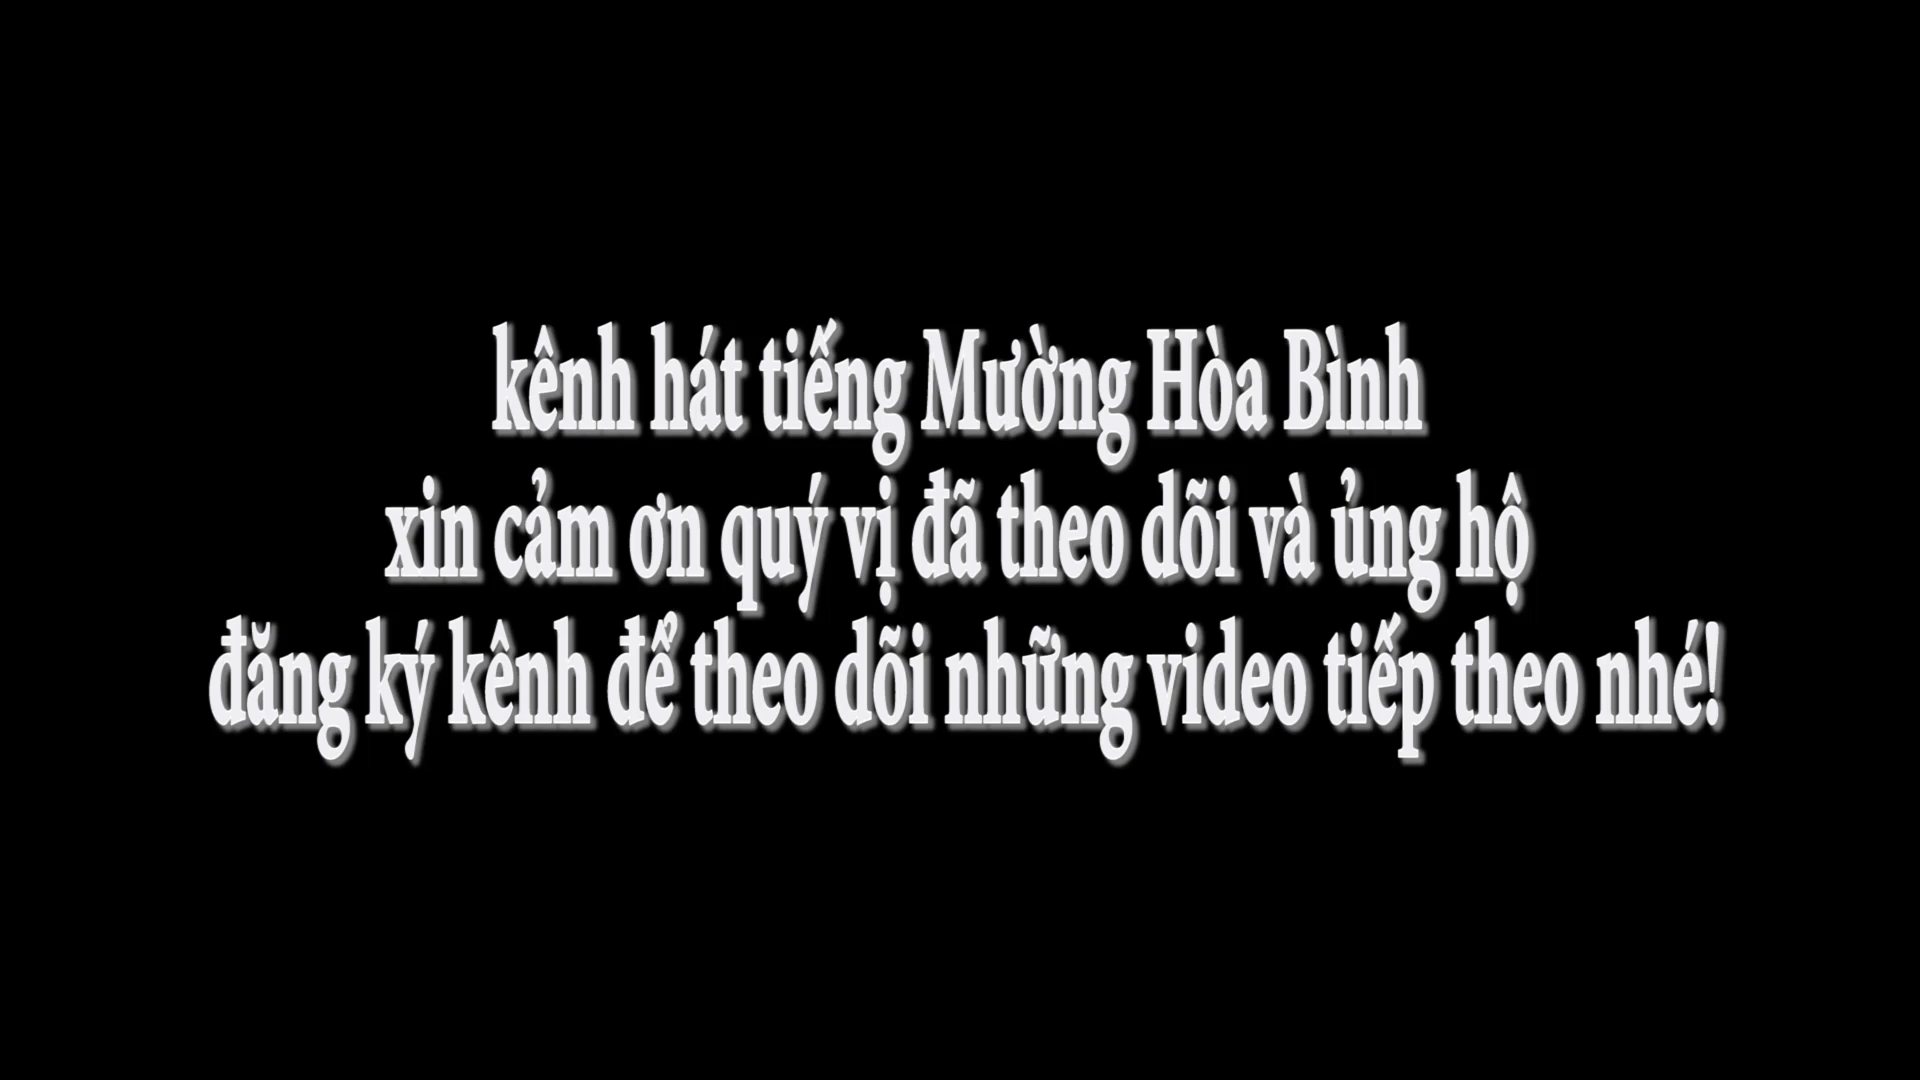 kênh hát tiếng Mường Hòa Bình
xin cảm ơn quý vị đã theo dõi và ủng hộ
đăng ký kênh để theo dõi những video tiếp theo nhé!